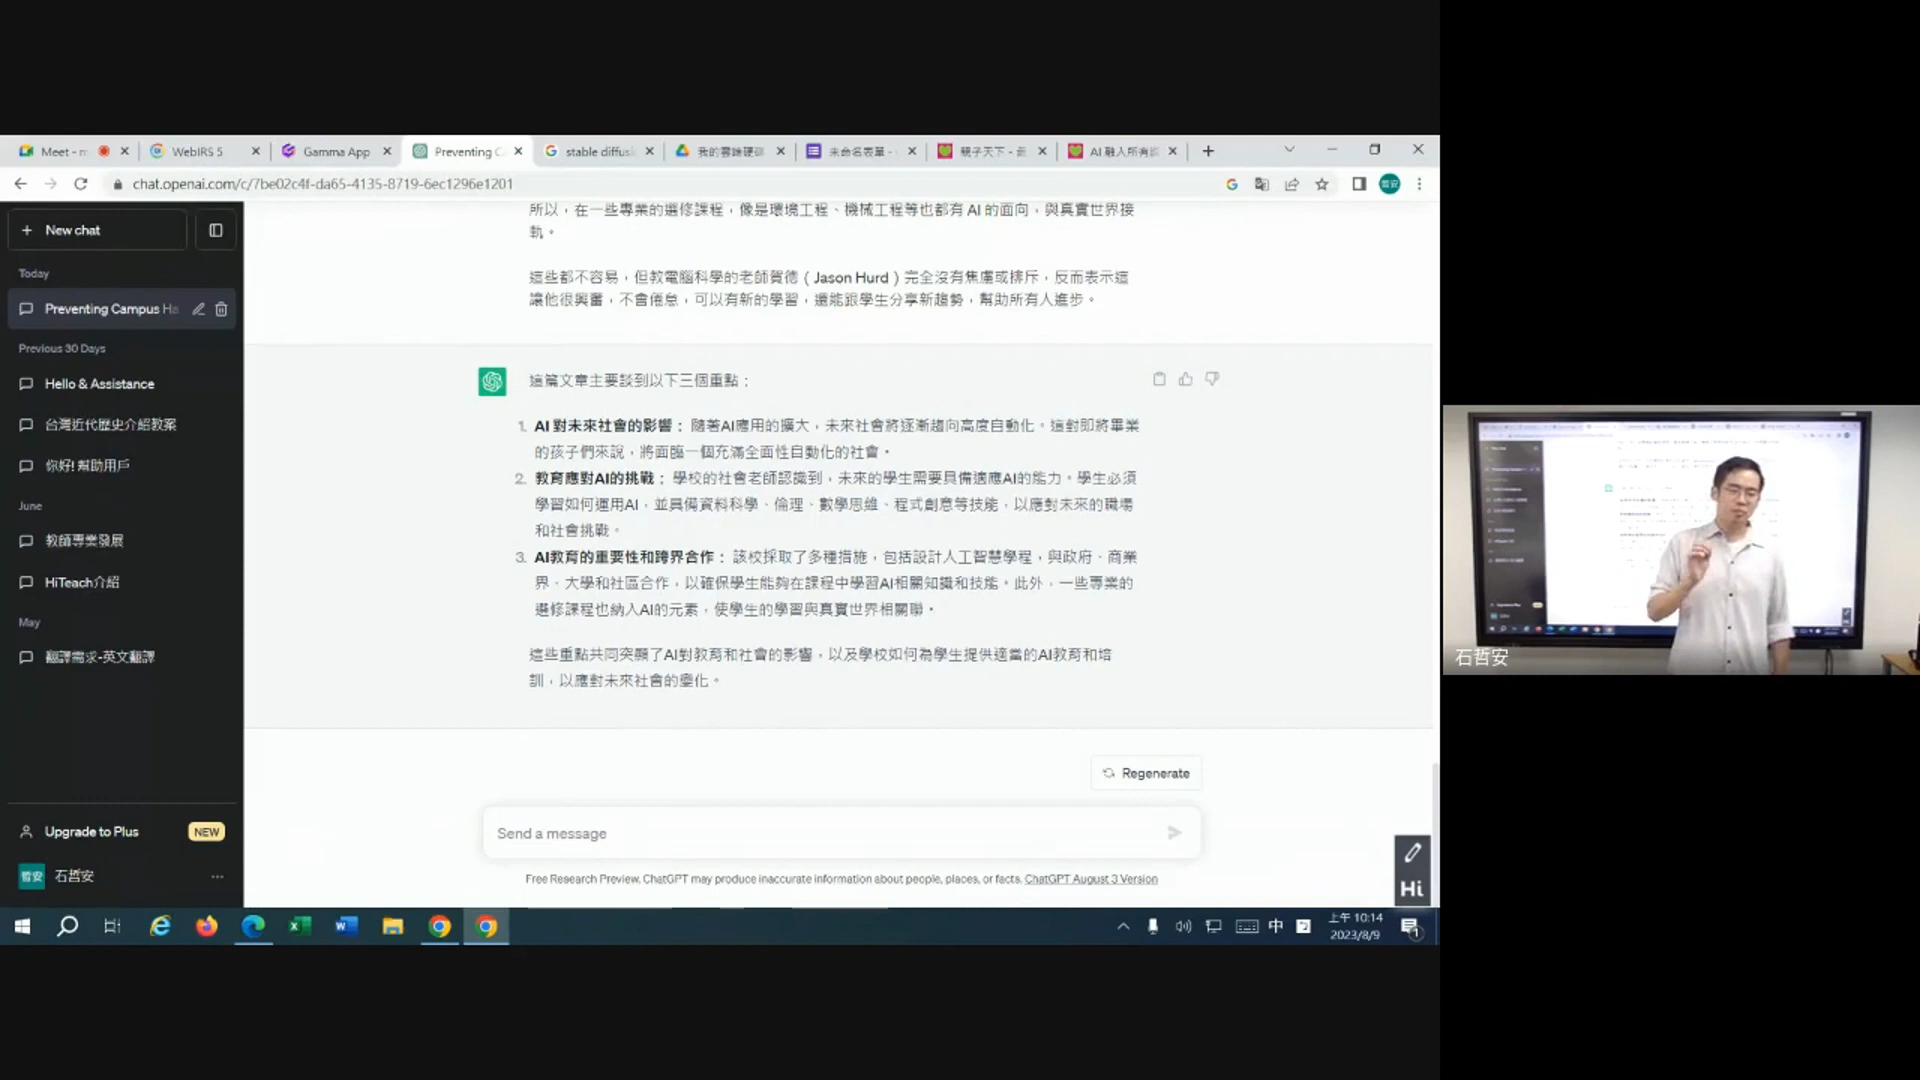 Meet - m
WebIRS 5
Gamma App
Preventing C
stable diffusi
我的雲端硬碟
未命名表單 -
親子天下 -
AI 融入所有
chat.openai.com/c/7be02c4f-da65-4135-8719-6ec1296e1201
哲安
New chat
Today
Preventing Campus Ha
Previous 30 Days
Hello & Assistance
台灣近代歷史介紹教案
你好! 幫助用戶
June
教師專業發展
HiTeach介紹
May
翻譯需求-英文翻譯
Upgrade to Plus
NEW
哲安
石哲安
所以，在一些專業的選修課程，像是環境工程、機械工程等也都有 AI 的面向，與真實世界接
軌。
這些都不容易，但教電腦科學的老師賀德（Jason Hurd）完全沒有焦慮或排斥，反而表示這
讓他很興奮，不會倦怠，可以有新的學習，還能跟學生分享新趨勢，幫助所有人進步。
這篇文章主要談到以下三個重點：
1. AI 對未來社會的影響： 隨著AI應用的擴大，未來社會將逐漸趨向高度自動化。這對即將畢業
的孩子們來說，將面臨一個充滿全面性自動化的社會。
2. 教育應對AI的挑戰： 學校的社會老師認識到，未來的學生需要具備適應AI的能力。學生必須
學習如何運用AI，並具備資料科學、倫理、數學思維、程式創意等技能，以應對未來的職場
和社會挑戰。
3. AI教育的重要性和跨界合作： 該校採取了多種措施，包括設計人工智慧學程，與政府、商業
界、大學和社區合作，以確保學生能夠在課程中學習AI相關知識和技能。此外，一些專業的
選修課程也納入AI的元素，使學生的學習與真實世界相關聯。
這些重點共同突顯了AI對教育和社會的影響，以及學校如何為學生提供適當的AI教育和培
訓，以應對未來社會的變化。
Regenerate
Send a message
Free Research Preview. ChatGPT may produce inaccurate information about people, places, or facts. ChatGPT August 3 Version
Hi
中
上午 10:14
2023/8/9
1
石哲安